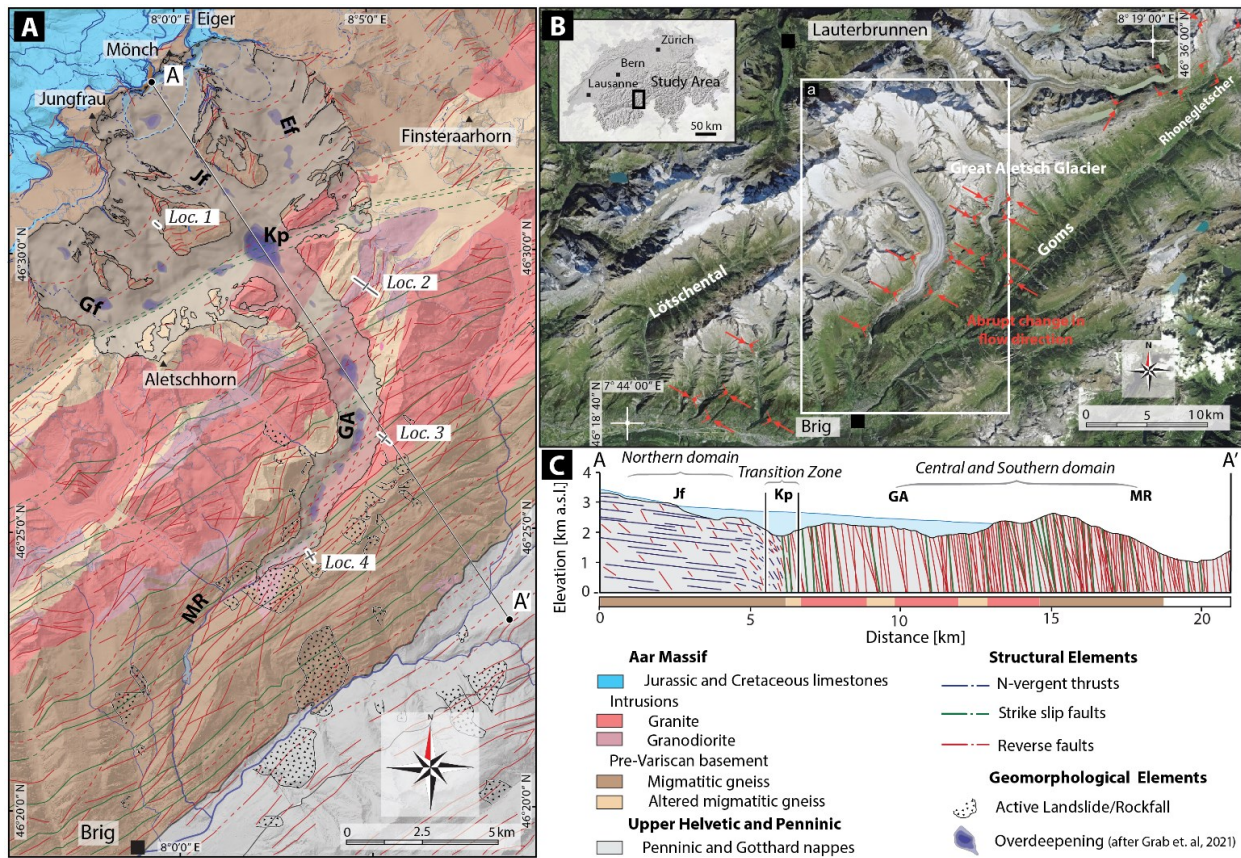 A
8°0'0"E
Eiger
8°5'0"E
Mönch
A
Jungfrau
Ef
Finsteraarhorn
Jf
Loc. 1
Kp
46°30'0"N
46°30'0"N
Loc. 2
Gf
Aletschhorn
GA
Loc. 3
46°25'0"N
46°25'0"N
Loc. 4
MR
A'
N
46°20'0"N
46°20'0"N
0 2.5 5 km
Brig
8°0'0"E
B
Lauterbrunnen
8° 19' 00" E
46° 36' 00" N
Zürich
Bern
Lausanne
Study Area
50 km
a
Rhonegletscher
Great Aletsch Glacier
Goms
Lötschental
Abrupt change in
flow direction
N
7° 44' 00" E
46° 18' 40" N
Brig
0 5 10 km
C
A
Northern domain
Transition Zone
Central and Southern domain
A'
Jf
Kp
GA
MR
Elevation [km a.s.l.]
4
3
2
1
0
0 5 10 15 20
Distance [km]
Aar Massif
Jurassic and Cretaceous limestones
Intrusions
Granite
Granodiorite
Pre-Variscan basement
Migmatitic gneiss
Altered migmatitic gneiss
Upper Helvetic and Penninic
Penninic and Gotthard nappes
Structural Elements
N-vergent thrusts
Strike slip faults
Reverse faults
Geomorphological Elements
Active Landslide/Rockfall
Overdeepening (after Grab et. al, 2021)